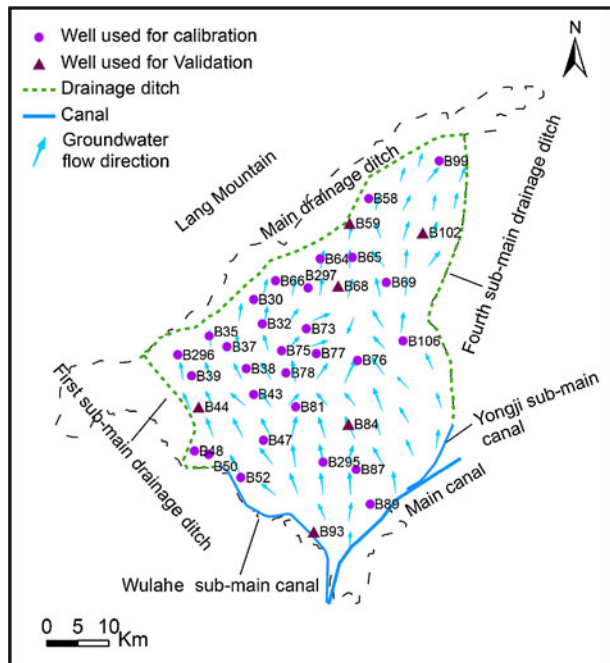 Well used for calibration
Well used for Validation
Drainage ditch
Canal
Groundwater
flow direction
N
Lang Mountain
Main drainage ditch
Fourth sub-main drainage ditch
First sub-main
drainage ditch
Yongji sub-main
canal
Main canal
Wulahe sub-main canal
B99
B58
B59
B102
B64
B65
B66
B297
B68
B69
B30
B32
B73
B35
B37
B106
B296
B75
B77
B76
B39
B38
B78
B43
B44
B81
B84
B47
B48
B50
B295
B87
B52
B89
B93
0 5 10
Km